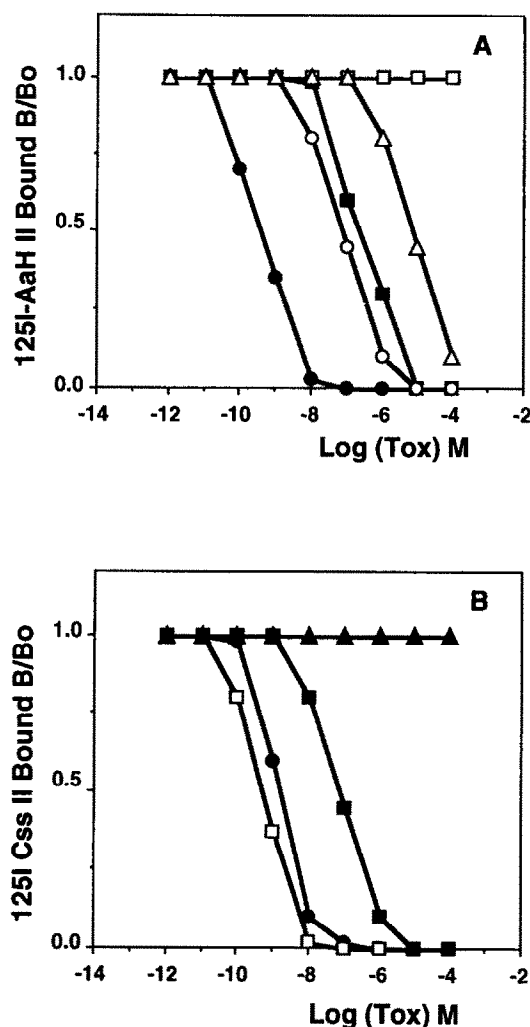 A
125I-AaH II Bound B/Bo
1.0
0.5
0.0
-14 -12 -10 -8 -6 -4 -2
Log (Tox) M
B
125I Css II Bound B/Bo
1.0
0.5
0.0
-14 -12 -10 -8 -6 -4 -2
Log (Tox) M